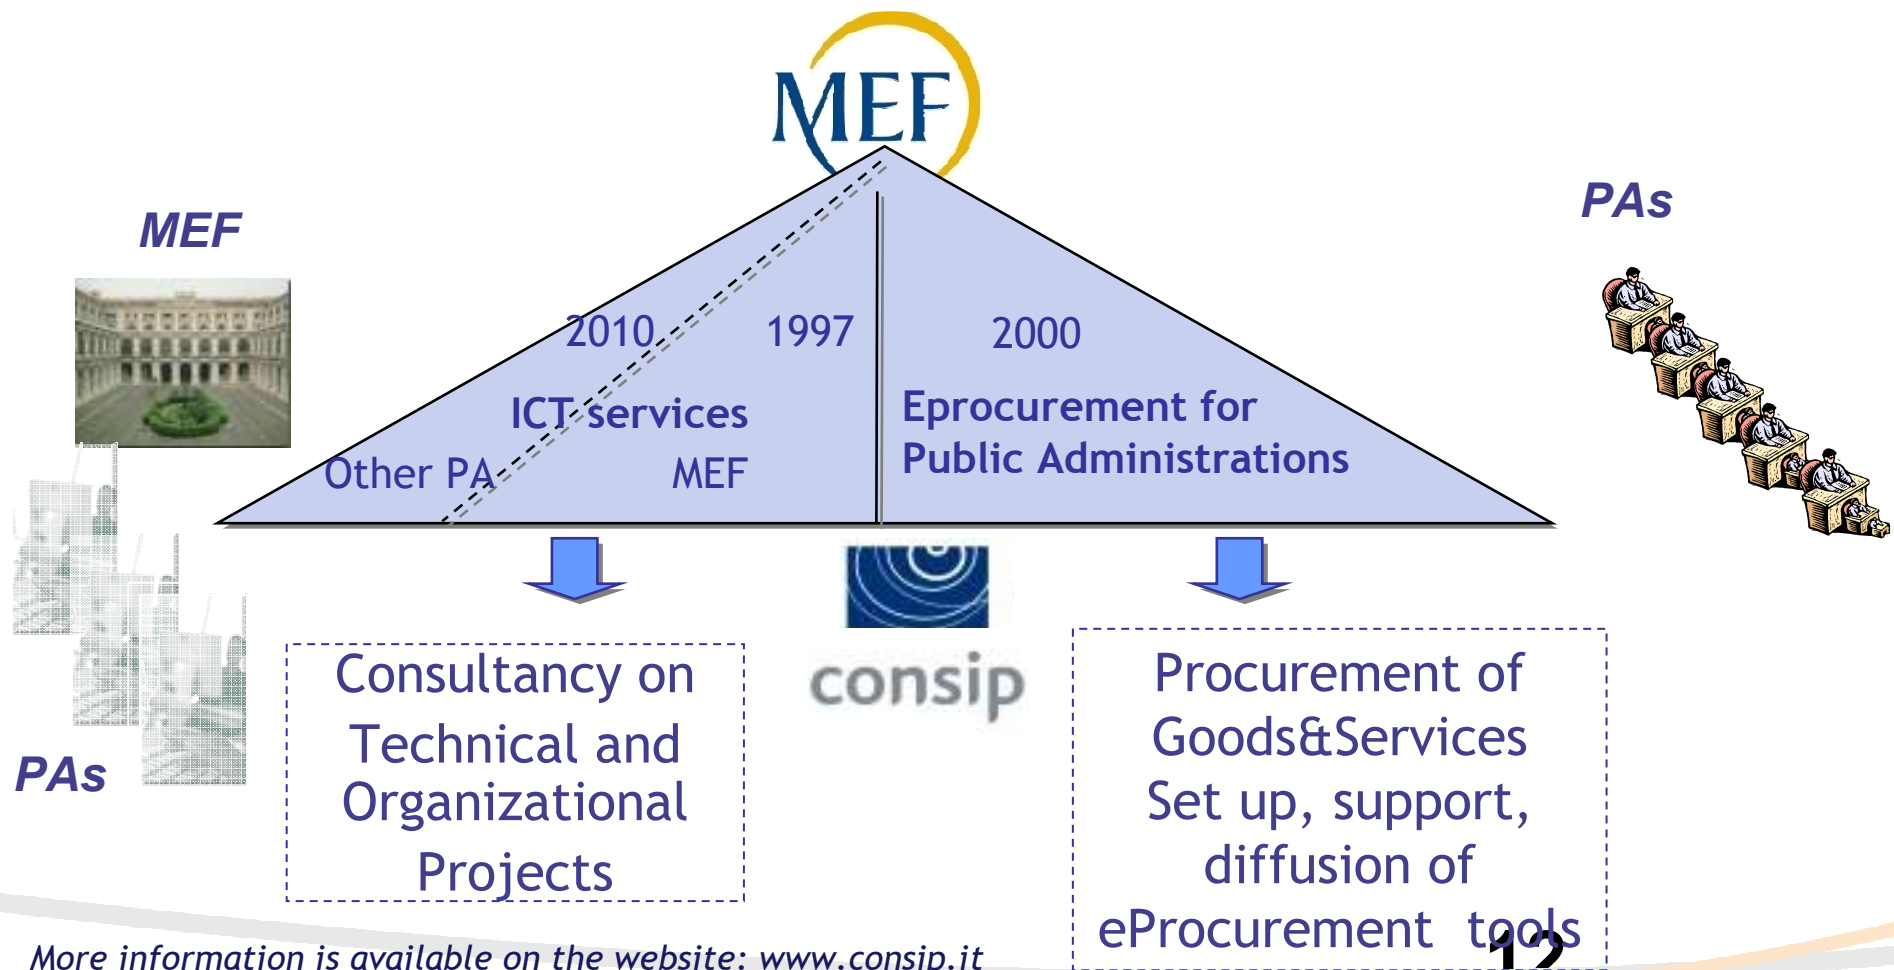 MEF
MEF
PAs
2010
1997
2000
ICT services
Other PA
MEF
Eprocurement for
Public Administrations
consip
PAs
Consultancy on
Technical and
Organizational
Projects
Procurement of
Goods&Services
Set up, support,
diffusion of
eProcurement tools
More information is available on the website: www.consip.it
12